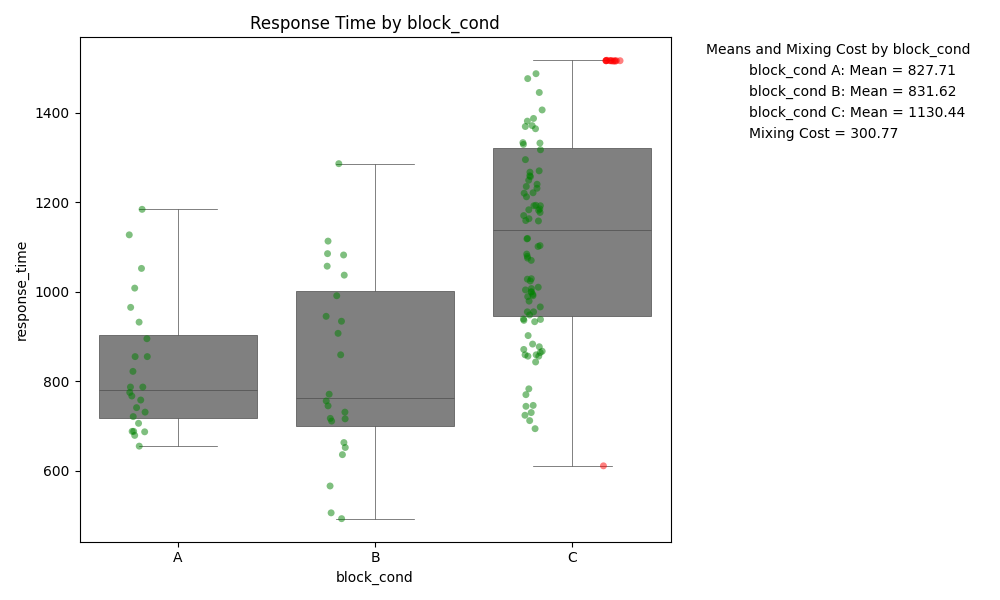 Response Time by block_cond
Means and Mixing Cost by block_cond
block_cond A: Mean = 827.71
block_cond B: Mean = 831.62
block_cond C: Mean = 1130.44
Mixing Cost = 300.77
response_time
1400
1200
1000
800
600
A B C
block_cond